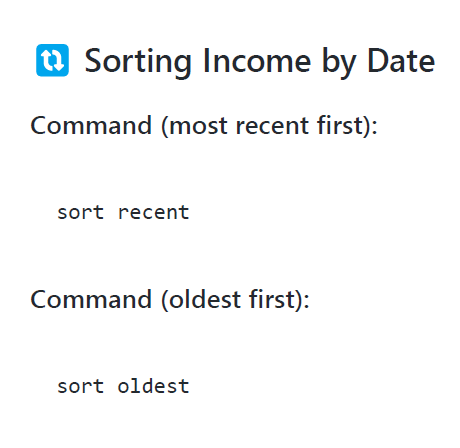 Sorting Income by Date
Command (most recent first):
sort recent
Command (oldest first):
sort oldest